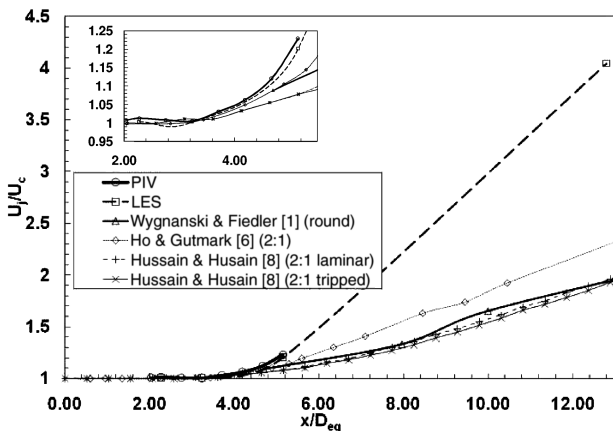 4.5
4
3.5
3
2.5
2
1.5
1
Uj/Uc
1.25
1.2
1.15
1.1
1.05
1
0.95
2.00 4.00
PIV
LES
Wygnanski & Fiedler [1] (round)
Ho & Gutmark [6] (2:1)
Hussain & Husain [8] (2:1 laminar)
Hussain & Husain [8] (2:1 tripped)
0.00 2.00 4.00 6.00 8.00 10.00 12.00
x/Deq